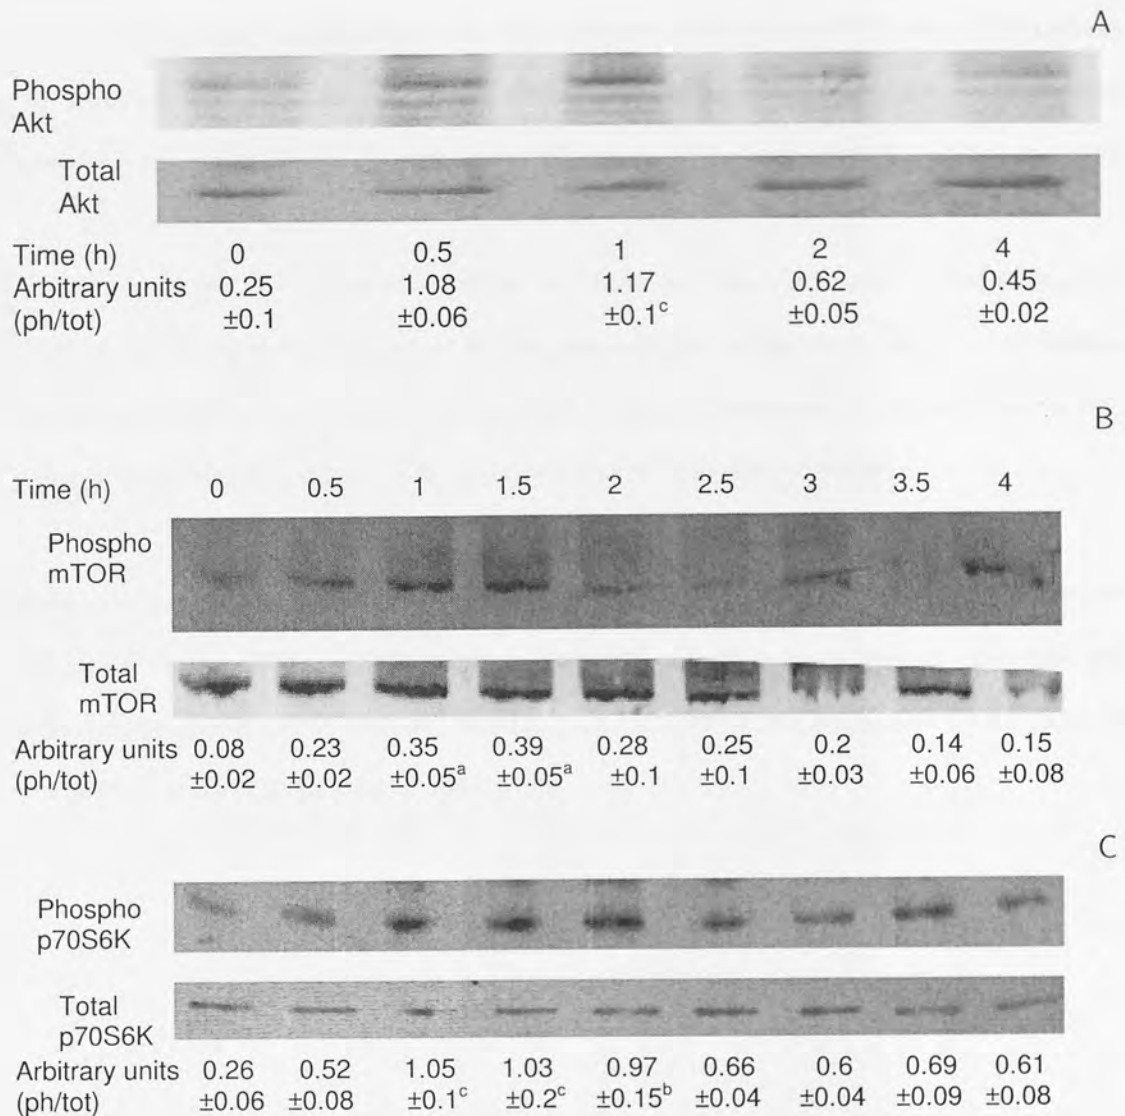 A
Phospho
Akt
Total
Akt
Time (h) 0 0.5 1 2 4
Arbitrary units 0.25 1.08 1.17 0.62 0.45
(ph/tot) ±0.1 ±0.06 ±0.1ᶜ ±0.05 ±0.02
B
Time (h) 0 0.5 1 1.5 2 2.5 3 3.5 4
Phospho
mTOR
Total
mTOR
Arbitrary units 0.08 0.23 0.35 0.39 0.28 0.25 0.2 0.14 0.15
(ph/tot) ±0.02 ±0.02 ±0.05ᵃ ±0.05ᵃ ±0.1 ±0.1 ±0.03 ±0.06 ±0.08
C
Phospho
p70S6K
Total
p70S6K
Arbitrary units 0.26 0.52 1.05 1.03 0.97 0.66 0.6 0.69 0.61
(ph/tot) ±0.06 ±0.08 ±0.1ᶜ ±0.2ᶜ ±0.15ᵇ ±0.04 ±0.04 ±0.09 ±0.08